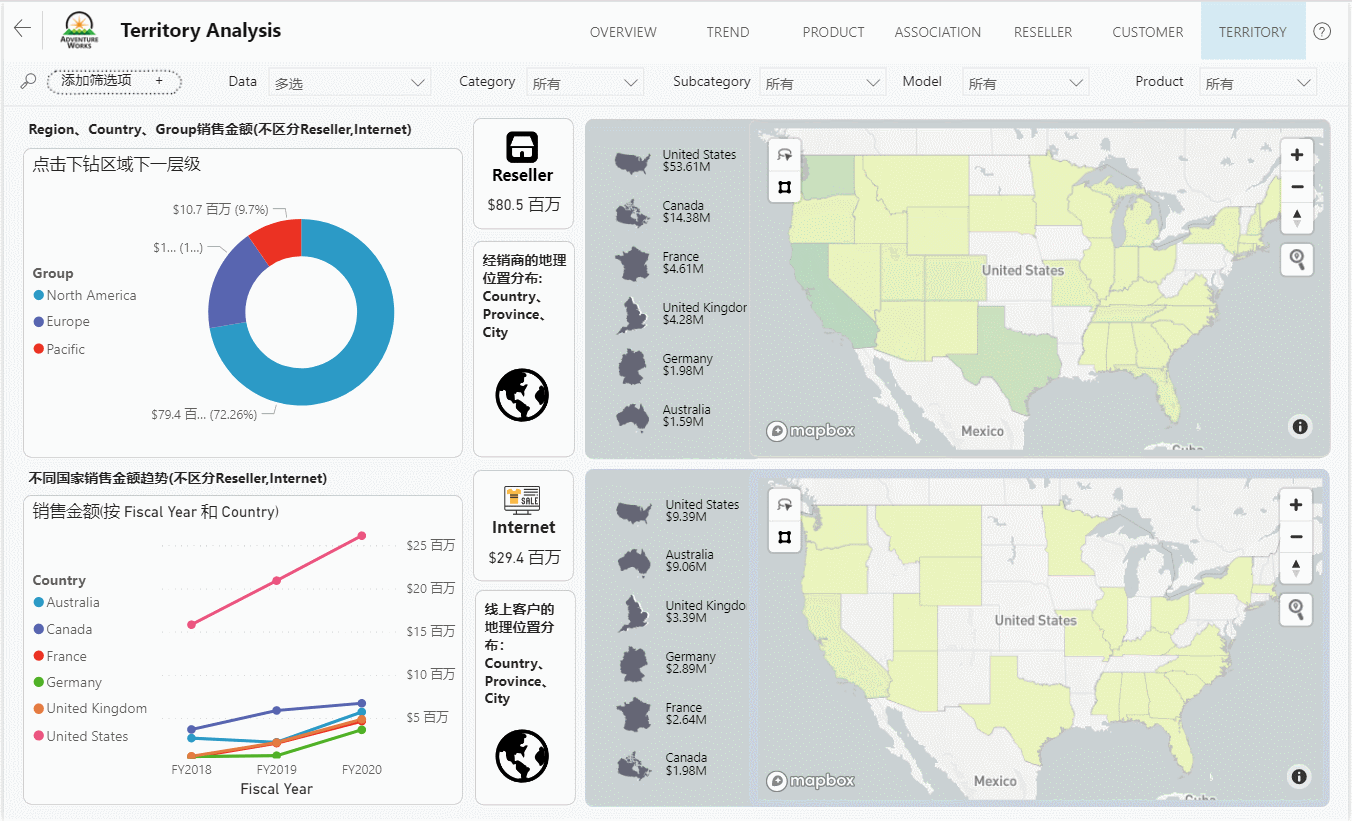 ADVENTURE
WORKS
Territory Analysis
OVERVIEW
TREND
PRODUCT
ASSOCIATION
RESELLER
CUSTOMER
TERRITORY
?
添加筛选项 +
Data
多选
Category
所有
Subcategory
所有
Model
所有
Product
所有
Region、Country、Group销售金额(不区分Reseller,Internet)
点击下钻区域下一层级
$10.7 百万 (9.7%)
$1... (1...)
$79.4 百... (72.26%)
Group
North America
Europe
Pacific
Reseller
$80.5 百万
经销商的地理
位置分布:
Country、
Province、
City
United States
$53.61M
Canada
$14.38M
France
$4.61M
United Kingdor
$4.28M
Germany
$1.98M
Australia
$1.59M
United States
Mexico
Cuba
mapbox
不同国家销售金额趋势(不区分Reseller,Internet)
销售金额(按 Fiscal Year 和 Country)
Country
Australia
Canada
France
Germany
United Kingdom
United States
$25 百万
$20 百万
$15 百万
$10 百万
$5 百万
FY2018
FY2019
FY2020
Fiscal Year
SALE
Internet
$29.4 百万
线上客户的
地理位置分
布：
Country、
Province、
City
United States
$9.39M
Australia
$9.06M
United Kingdo
$3.39M
Germany
$2.89M
France
$2.64M
Canada
$1.98M
United States
Mexico
Cuba
mapbox